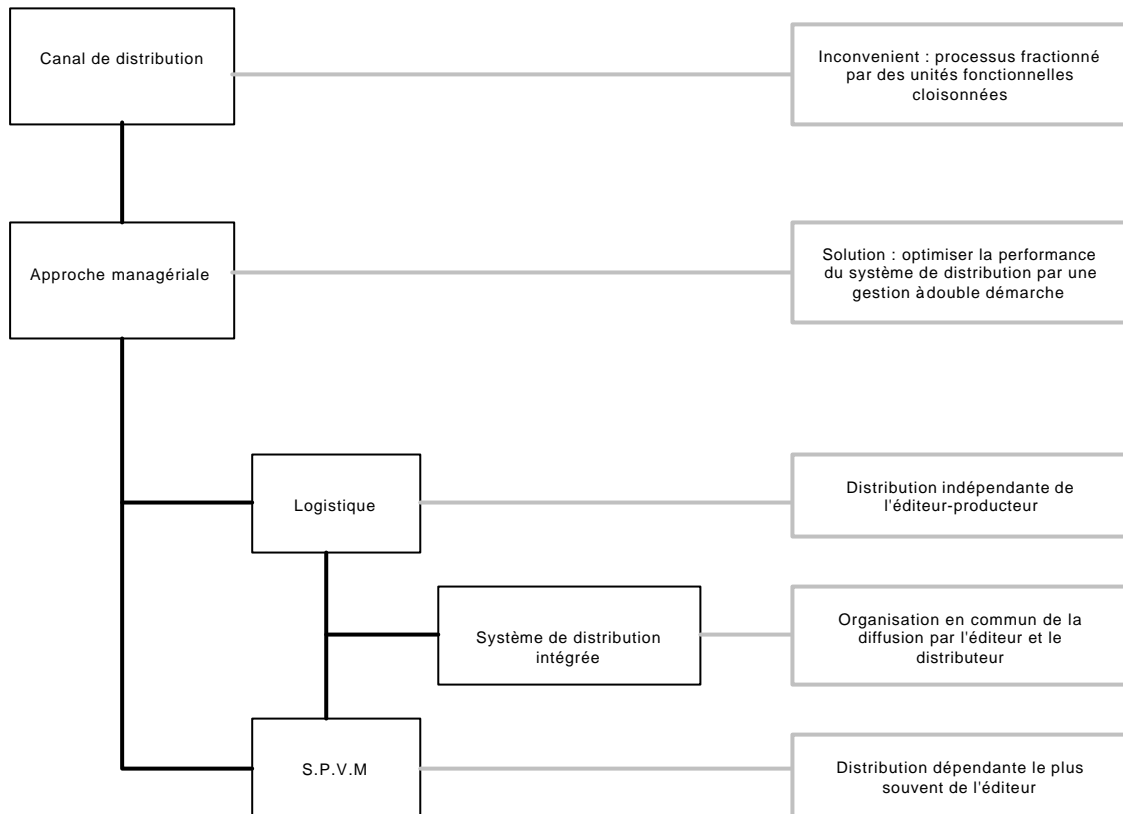 Canal de distribution
Inconvenient : processus fractionné
par des unités fonctionnelles
cloisonnées
Approche managériale
Solution : optimiser la performance
du système de distribution par une
gestion àdouble démarche
Logistique
Distribution indépendante de
l'éditeur-producteur
Système de distribution
intégrée
Organisation en commun de la
diffusion par l'éditeur et le
distributeur
S.P.V.M
Distribution dépendante le plus
souvent de l'éditeur